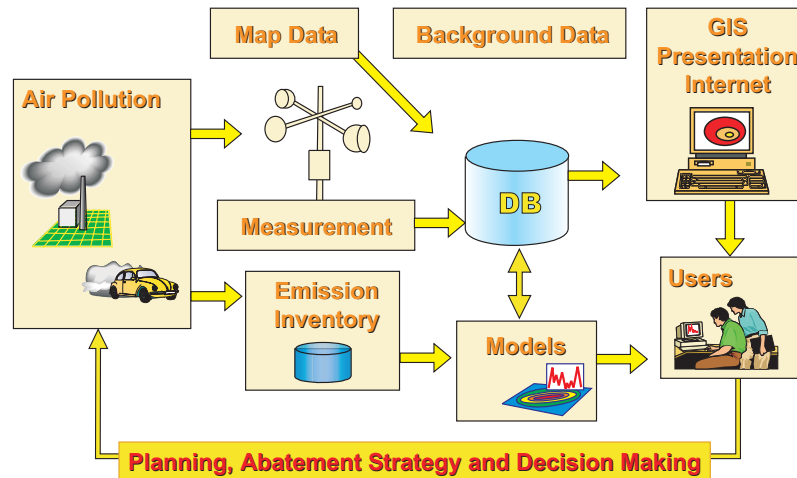 Map Data
Background Data
GIS
Presentation
Internet
Air Pollution
Measurement
DB
Emission
Inventory
Models
Users
Planning, Abatement Strategy and Decision Making